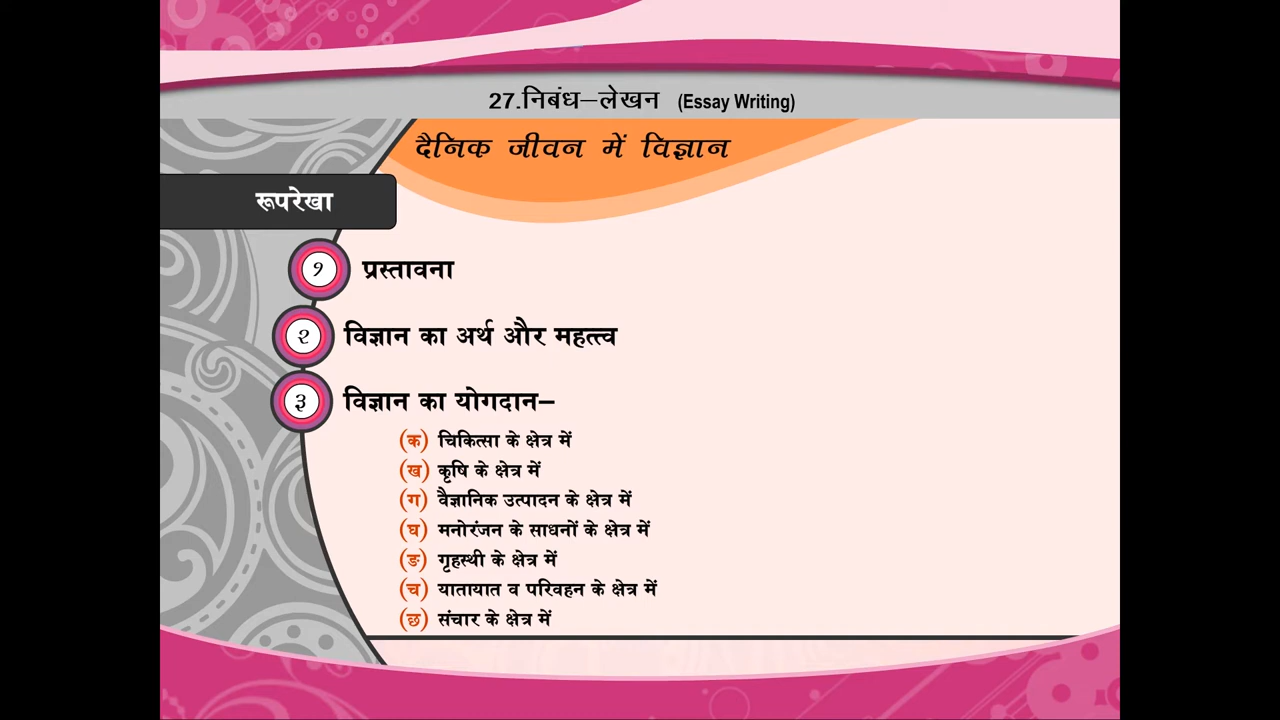 27.निबंध–लेखन (Essay Writing)
दैनिक जीवन में विज्ञान
रूपरेखा
१ प्रस्तावना
२ विज्ञान का अर्थ और महत्त्व
३ विज्ञान का योगदान–
(क) चिकित्सा के क्षेत्र में
(ख) कृषि के क्षेत्र में
(ग) वैज्ञानिक उत्पादन के क्षेत्र में
(घ) मनोरंजन के साधनों के क्षेत्र में
(ङ) गृहस्थी के क्षेत्र में
(च) यातायात व परिवहन के क्षेत्र में
(छ) संचार के क्षेत्र में